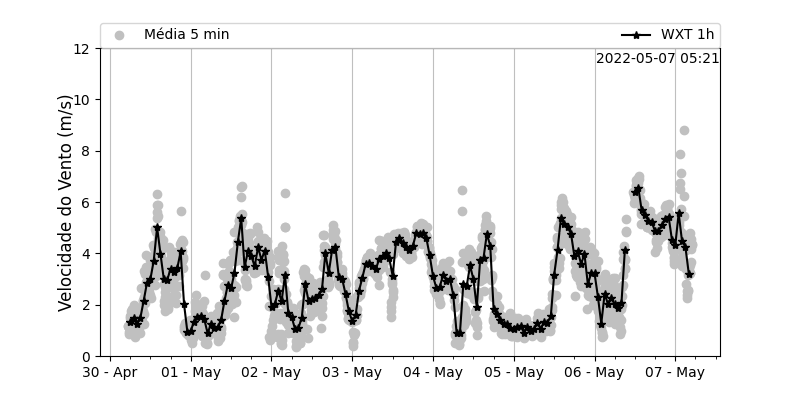 Média 5 min
WXT 1h
2022-05-07 05:21
Velocidade do Vento (m/s)
12
10
8
6
4
2
0
30 - Apr
01 - May
02 - May
03 - May
04 - May
05 - May
06 - May
07 - May